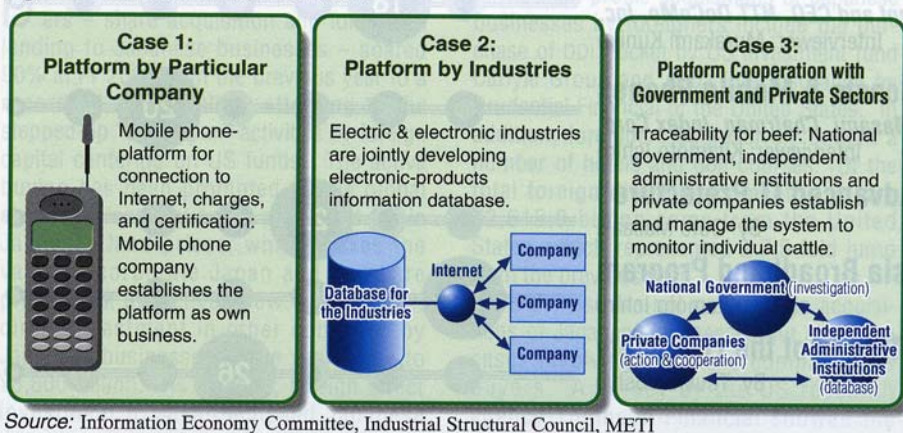 Case 1:
Platform by Particular
Company
Mobile phone-
platform for
connection to
Internet, charges,
and certification:
Mobile phone
company
establishes the
platform as own
business.
Case 2:
Platform by Industries
Electric & electronic industries
are jointly developing
electronic-products
information database.
Database for
the Industries
Internet
Company
Company
Company
Case 3:
Platform Cooperation with
Government and Private Sectors
Traceability for beef: National
government, independent
administrative institutions and
private companies establish
and manage the system to
monitor individual cattle.
National Government (investigation)
Private Companies
(action & cooperation)
Independent
Administrative
Institutions
(database)
Source: Information Economy Committee, Industrial Structural Council, METI